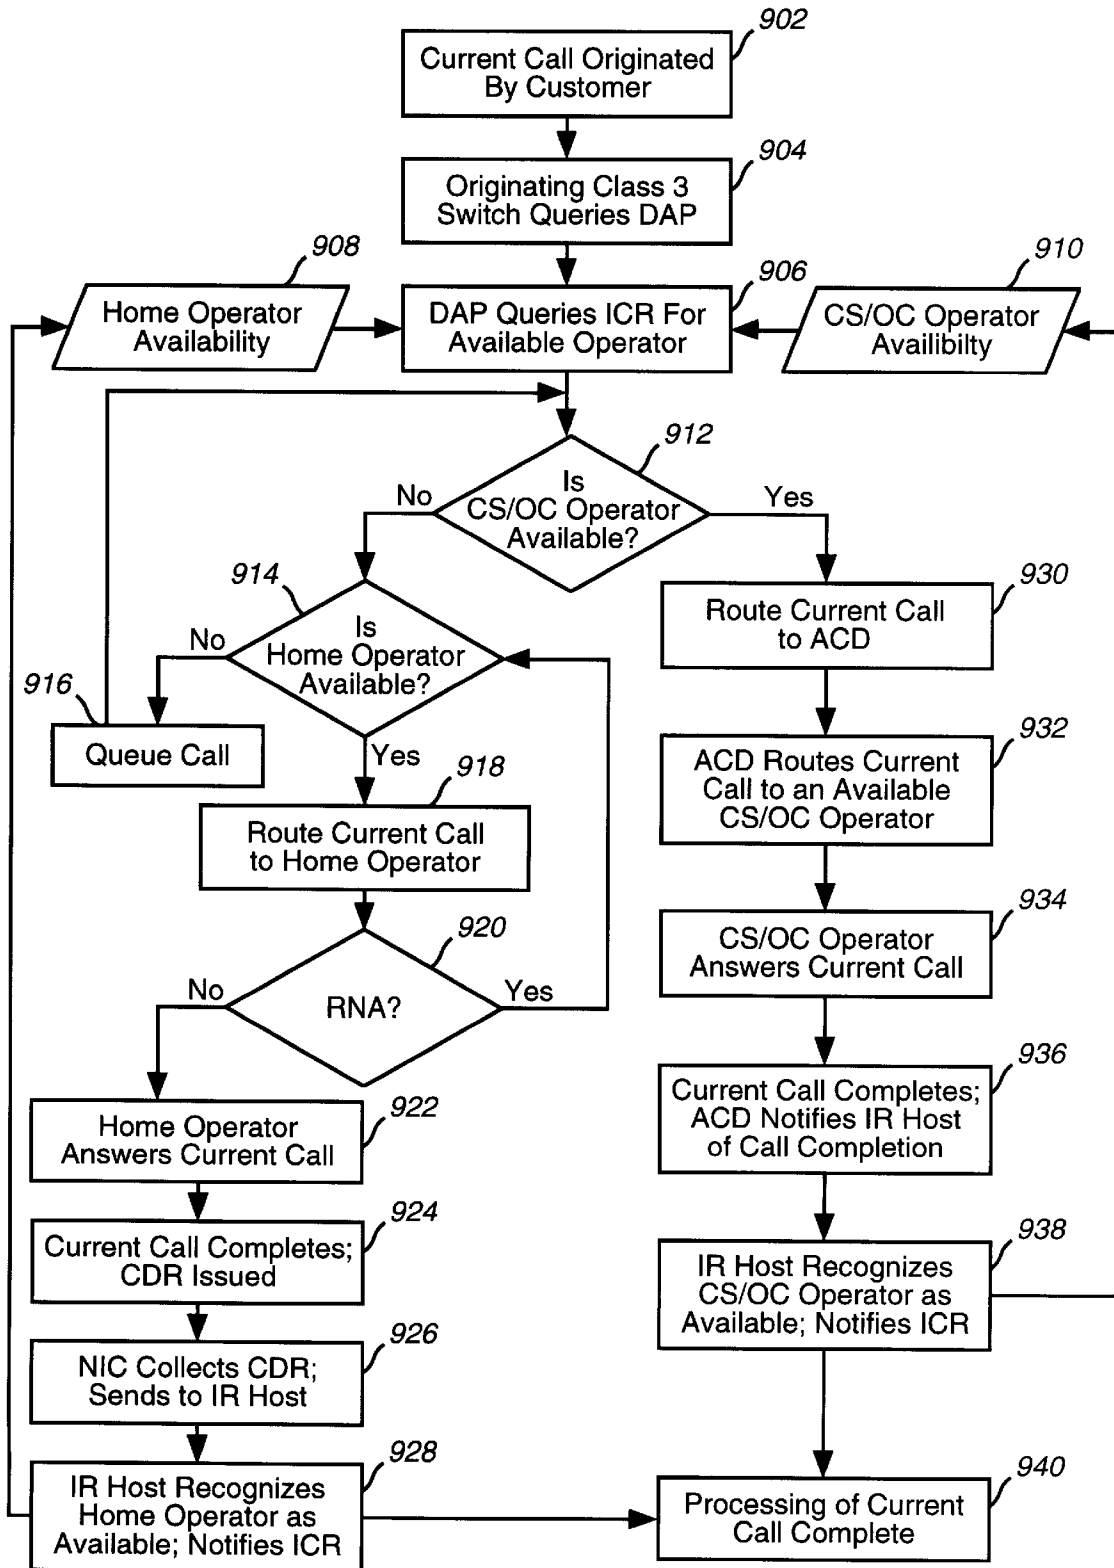 902
Current Call Originated
By Customer
904
Originating Class 3
Switch Queries DAP
908
Home Operator
Availability
906
DAP Queries ICR For
Available Operator
910
CS/OC Operator
Availibilty
912
Is
CS/OC Operator
Available?
No
Yes
914
Is
Home Operator
Available?
No
Yes
916
Queue Call
918
Route Current Call
to Home Operator
920
RNA?
No
Yes
922
Home Operator
Answers Current Call
924
Current Call Completes;
CDR Issued
926
NIC Collects CDR;
Sends to IR Host
928
IR Host Recognizes
Home Operator as
Available; Notifies ICR
930
Route Current Call
to ACD
932
ACD Routes Current
Call to an Available
CS/OC Operator
934
CS/OC Operator
Answers Current Call
936
Current Call Completes;
ACD Notifies IR Host
of Call Completion
938
IR Host Recognizes
CS/OC Operator as
Available; Notifies ICR
940
Processing of Current
Call Complete